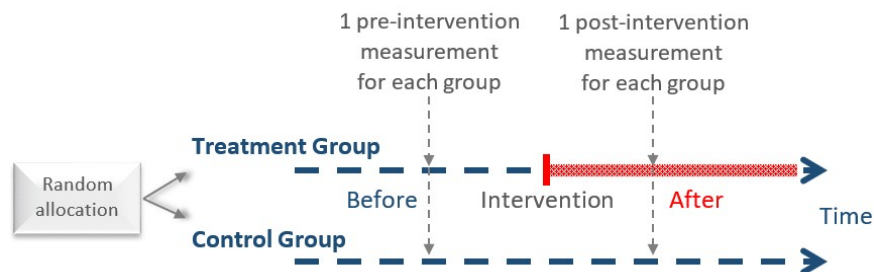 1 pre-intervention
measurement
for each group
1 post-intervention
measurement
for each group
Treatment Group
Random
allocation
Before
Intervention
After
Time
Control Group